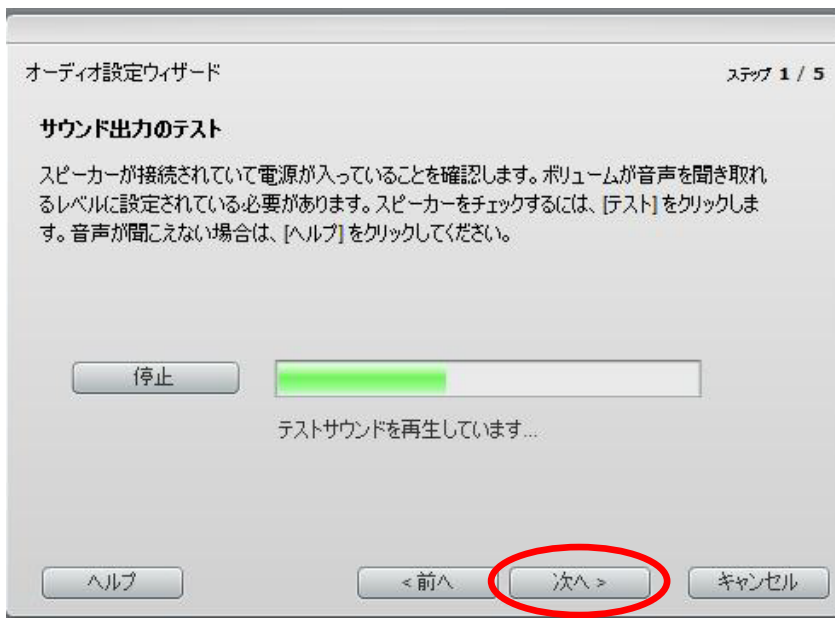 オーディオ設定ウィザード
ステップ 1 / 5
サウンド出力のテスト
スピーカーが接続されていて電源が入っていることを確認します。ボリュームが音声を聞き取れ
るレベルに設定されている必要があります。スピーカーをチェックするには、[テスト] をクリックしま
す。音声が聞こえない場合は、[ヘルプ] をクリックしてください。
停止
テストサウンドを再生しています...
ヘルプ
< 前へ
次へ >
キャンセル